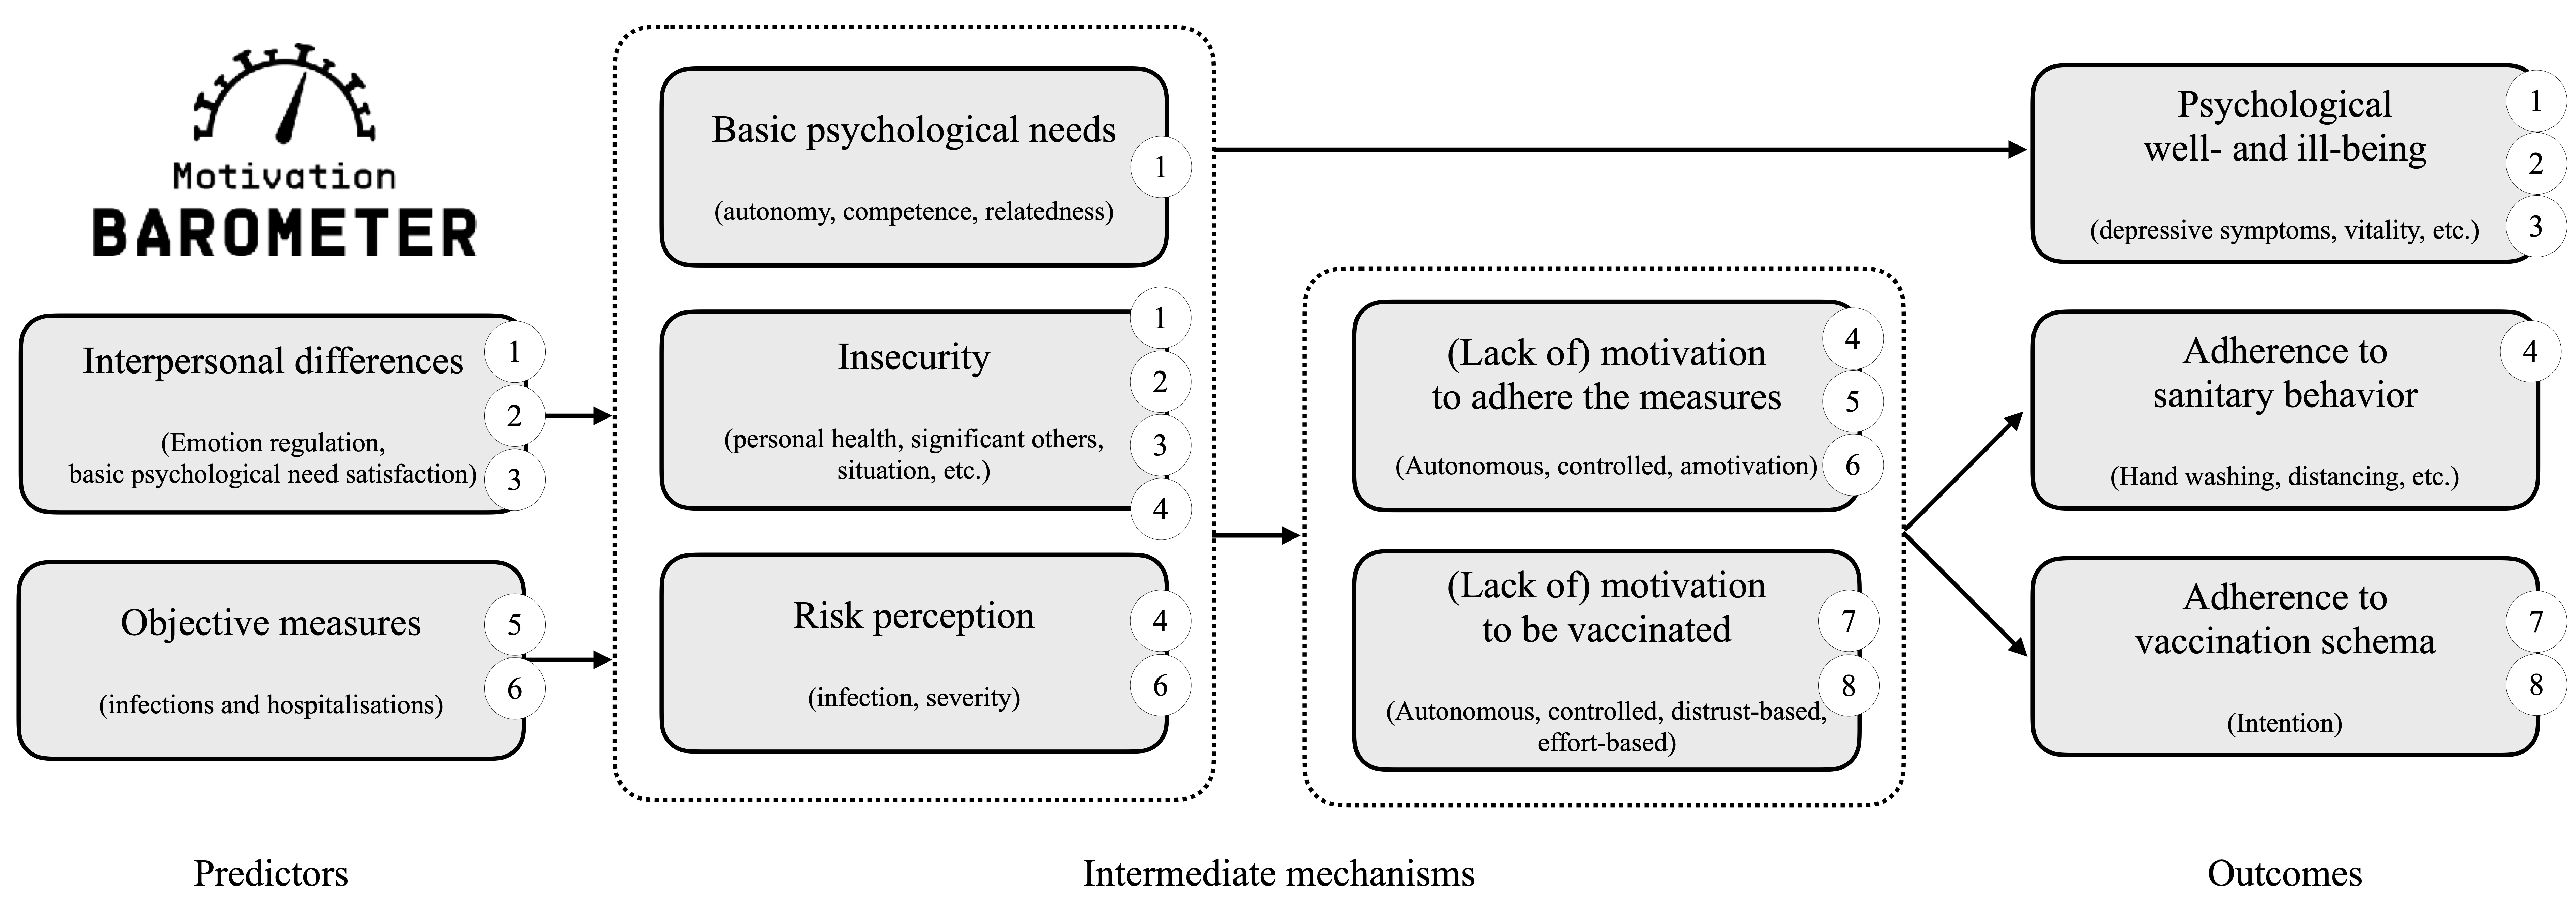 Motivation
BAROMETER
Interpersonal differences
(Emotion regulation,
basic psychological need satisfaction)
1
2
3
Objective measures
(infections and hospitalisations)
5
6
Basic psychological needs
(autonomy, competence, relatedness)
1
Insecurity
(personal health, significant others,
situation, etc.)
1
2
3
4
Risk perception
(infection, severity)
4
6
(Lack of) motivation
to adhere the measures
(Autonomous, controlled, amotivation)
4
5
6
(Lack of) motivation
to be vaccinated
(Autonomous, controlled, distrust-based,
effort-based)
7
8
Psychological
well- and ill-being
(depressive symptoms, vitality, etc.)
1
2
3
Adherence to
sanitary behavior
(Hand washing, distancing, etc.)
4
Adherence to
vaccination schema
(Intention)
7
8
Predictors
Intermediate mechanisms
Outcomes